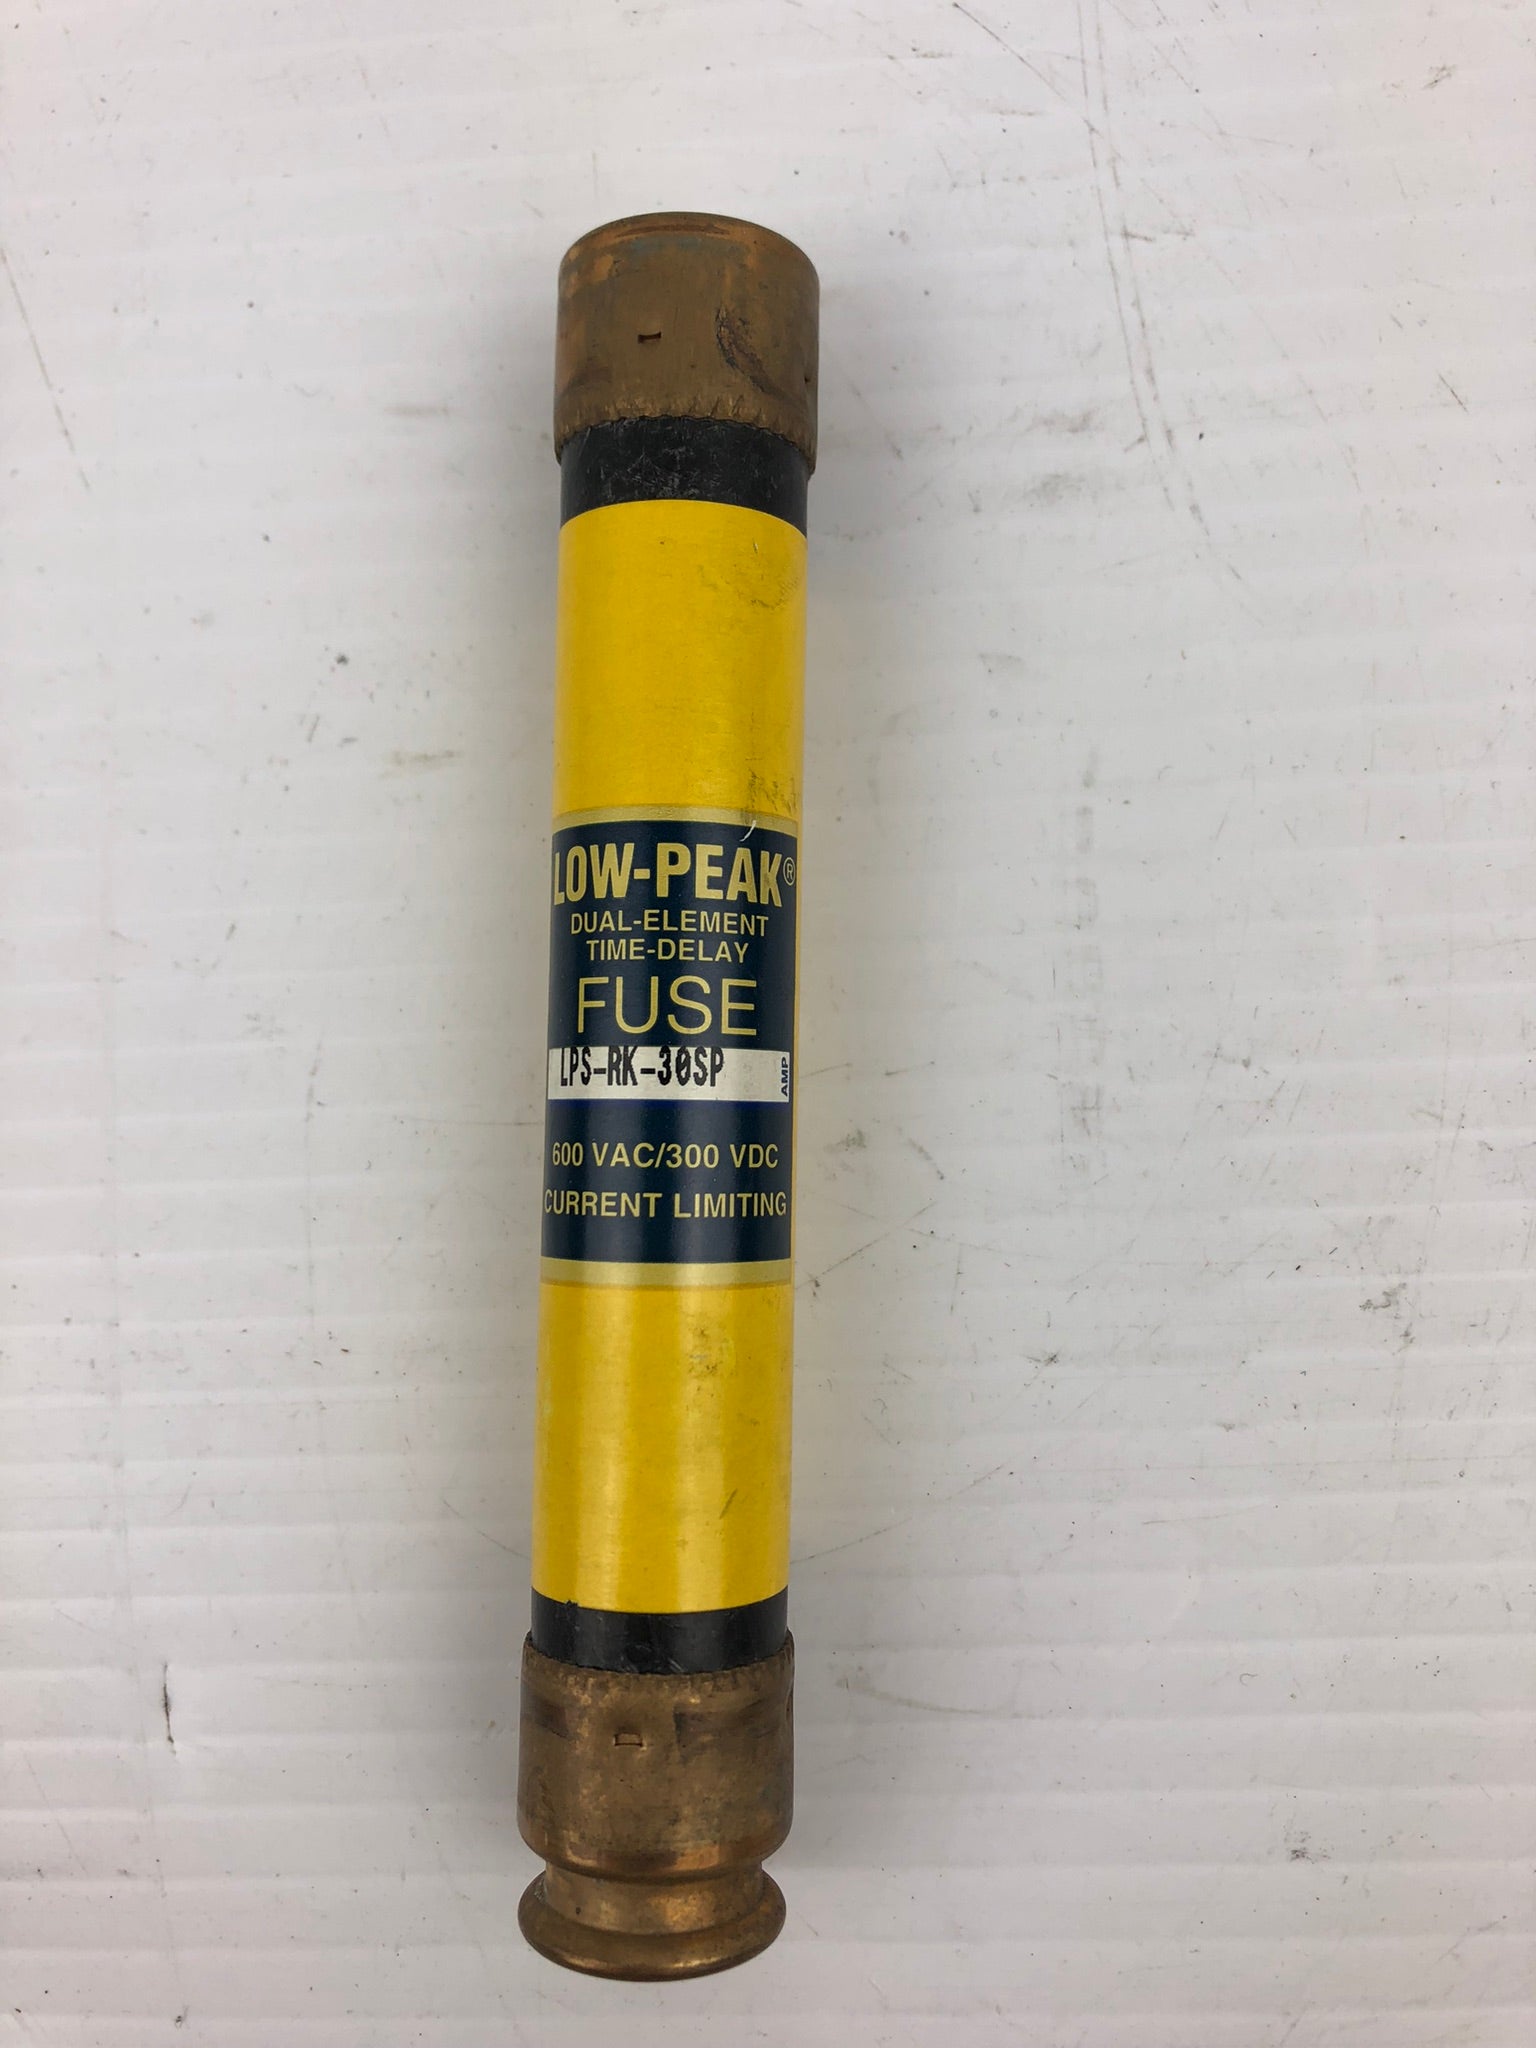 LOW-PEAK®
DUAL-ELEMENT
TIME-DELAY
FUSE
LPS-RK-30SP AMP
600 VAC/300 VDC
CURRENT LIMITING